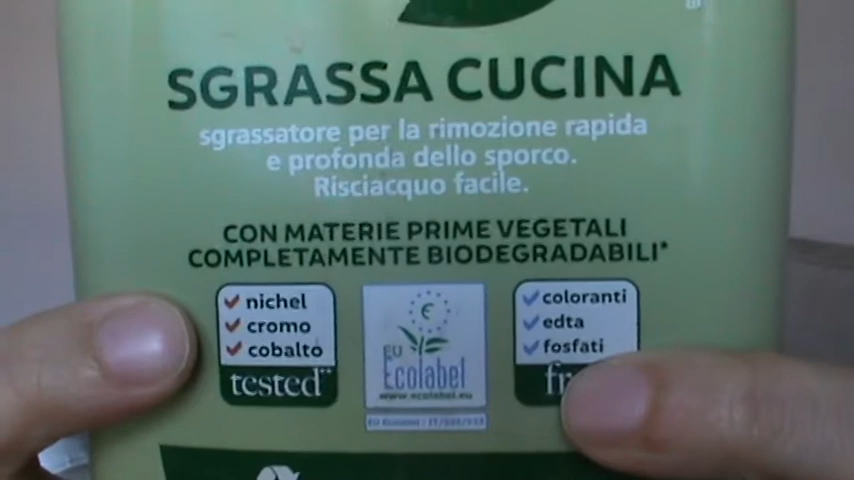 SGRASSA CUCINA
sgrassatore per la rimozione rapida
e profonda dello sporco.
Risciacquo facile.
CON MATERIE PRIME VEGETALI
COMPLETAMENTE BIODEGRADABILI*
nichel
cromo
cobalto
tested**
EU
Ecolabel
www.ecolabel.eu
coloranti
edta
fosfati